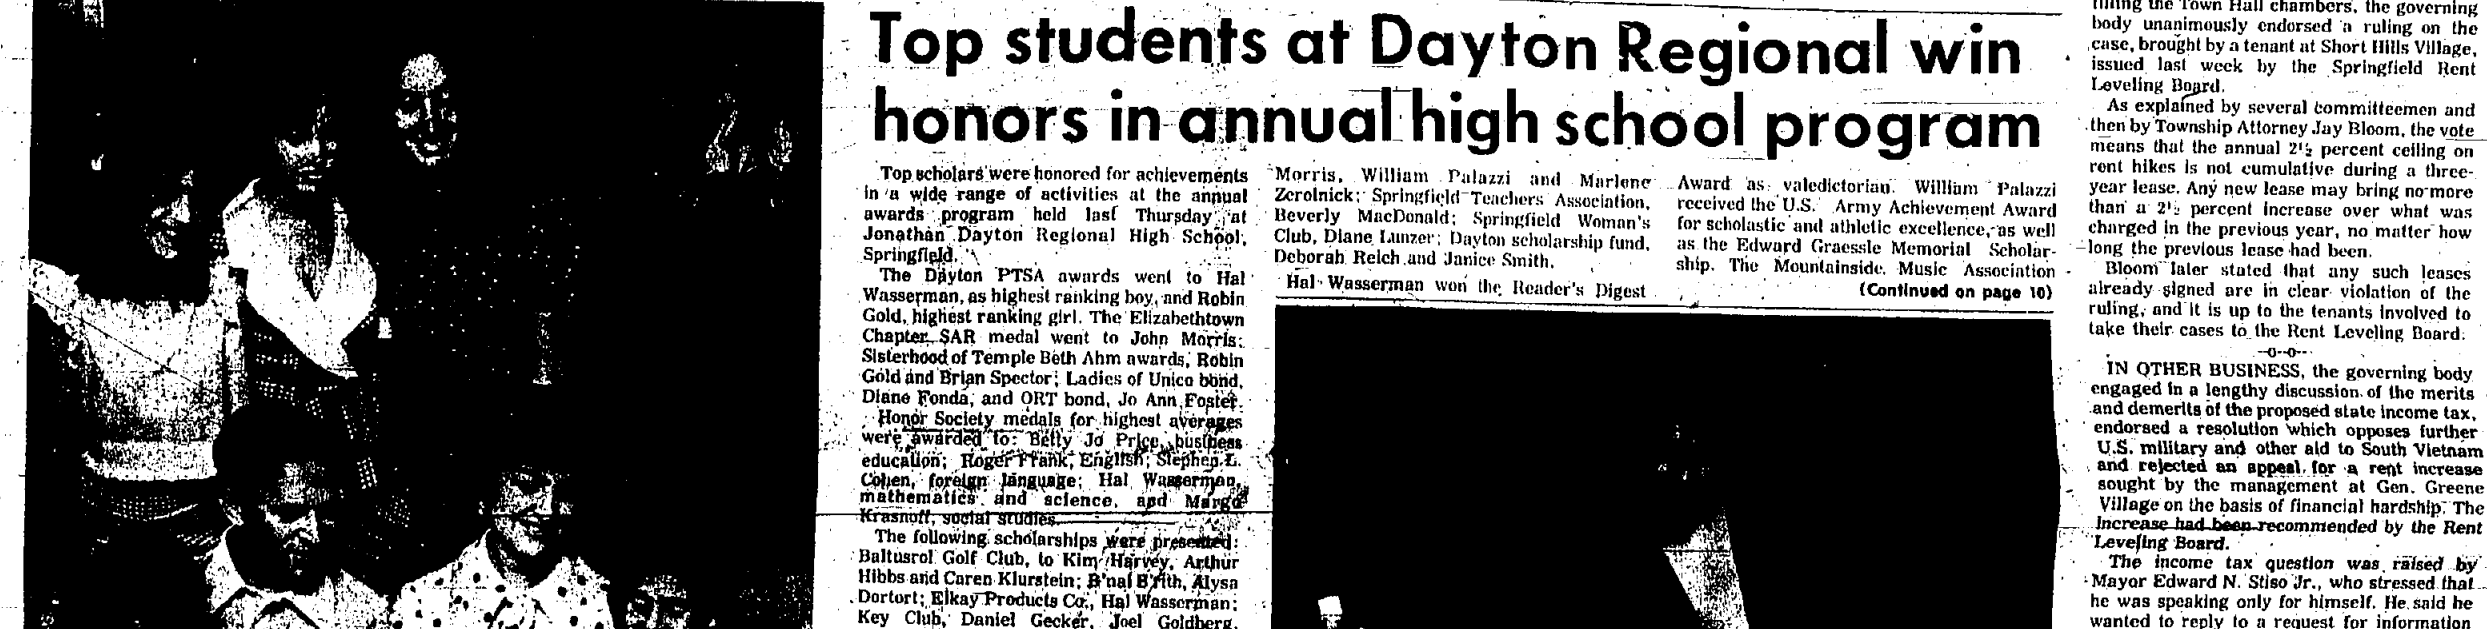 Top students at Dayton Regional win
honors in annual high school program
Top scholars were honored for achievements
in a wide range of activities at the annual
awards program held last Thursday at
Jonathan Dayton Regional High School,
Springfield.
The Dayton PTSA awards went to Hal
Wasserman, as highest ranking boy, and Robin
Gold, highest ranking girl. The Elizabethtown
Chapter SAR medal went to John Morris;
Sisterhood of Temple Beth Ahm awards, Robin
Gold and Brian Spector; Ladies of Unico bond,
Diane Fonda, and ORT bond, Jo Ann Foster.
Honor Society medals for highest averages
were awarded to: Betty Jo Price, business
education; Roger Frank, English; Stephen L.
Cohen, foreign language; Hal Wasserman,
mathematics and science, and Margo
Krasnoff, social studies.
The following scholarships were presented:
Baltusrol Golf Club, to Kim Harvey, Arthur
Hibbs and Caren Klurstein; B'nai B'rith, Alysa
Dortort; Elkay Products Co., Hal Wasserman;
Key Club, Daniel Gecker, Joel Goldberg,
Morris, William Palazzi and Marlene
Zerolnick; Springfield Teachers Association,
Beverly MacDonald; Springfield Woman's
Club, Diane Lunzer; Dayton scholarship fund,
Deborah Reich and Janice Smith.
Hal Wasserman won the Reader's Digest
Award as valedictorian. William Palazzi
received the U.S. Army Achievement Award
for scholastic and athletic excellence, as well
as the Edward Graessle Memorial Scholar-
ship. The Mountainside Music Association
(Continued on page 10)
filling the Town Hall chambers, the governing
body unanimously endorsed a ruling on the
case, brought by a tenant at Short Hills Village,
issued last week by the Springfield Rent
Leveling Board.
As explained by several committeemen and
then by Township Attorney Jay Bloom, the vote
means that the annual 2½ percent ceiling on
rent hikes is not cumulative during a three-
year lease. Any new lease may bring no more
than a 2½ percent increase over what was
charged in the previous year, no matter how
long the previous lease had been.
Bloom later stated that any such leases
already signed are in clear violation of the
ruling, and it is up to the tenants involved to
take their cases to the Rent Leveling Board.
--0--0--
IN OTHER BUSINESS, the governing body
engaged in a lengthy discussion of the merits
and demerits of the proposed state income tax,
endorsed a resolution which opposes further
U.S. military and other aid to South Vietnam
and rejected an appeal for a rent increase
sought by the management at Gen. Greene
Village on the basis of financial hardship. The
increase had been recommended by the Rent
Leveling Board.
The income tax question was raised by
Mayor Edward N. Stiso Jr., who stressed that
he was speaking only for himself. He said he
wanted to reply to a request for information